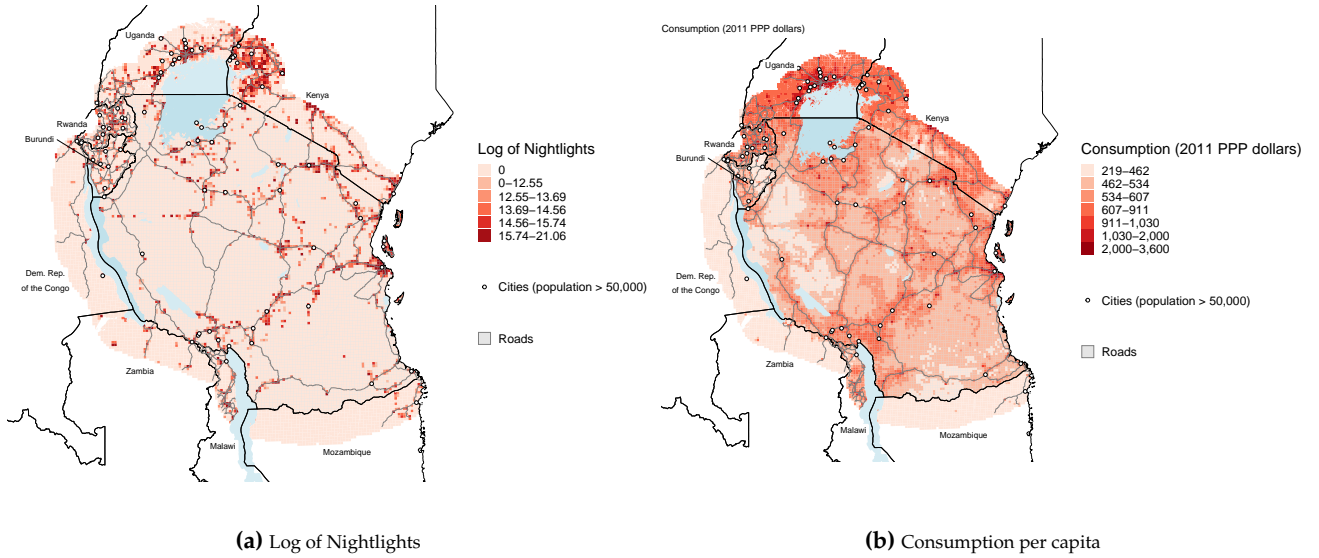 Uganda
Kenya
Rwanda
Burundi
Dem. Rep.
of the Congo
Zambia
Malawi
Mozambique
Log of Nightlights
0
0–12.55
12.55–13.69
13.69–14.56
14.56–15.74
15.74–21.06
Cities (population > 50,000)
Roads
(a) Log of Nightlights
Consumption (2011 PPP dollars)
Uganda
Kenya
Rwanda
Burundi
Dem. Rep.
of the Congo
Zambia
Malawi
Mozambique
Consumption (2011 PPP dollars)
219–462
462–534
534–607
607–911
911–1,030
1,030–2,000
2,000–3,600
Cities (population > 50,000)
Roads
(b) Consumption per capita